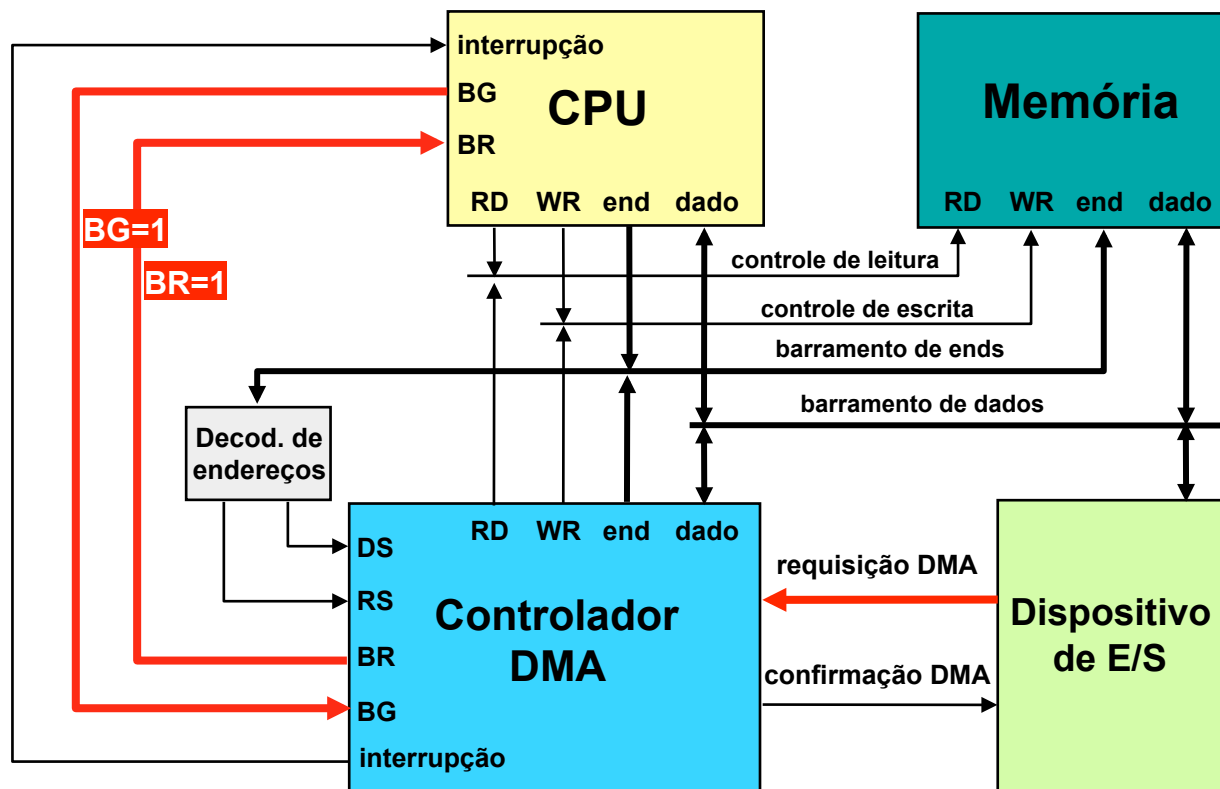 interrupção
BG
CPU
BR
RD WR end dado
Memória
RD WR end dado
BG=1
BR=1
controle de leitura
controle de escrita
barramento de ends
barramento de dados
Decod. de
endereços
RD WR end dado
DS
RS
BR
BG
interrupção
Controlador
DMA
requisição DMA
confirmação DMA
Dispositivo
de E/S